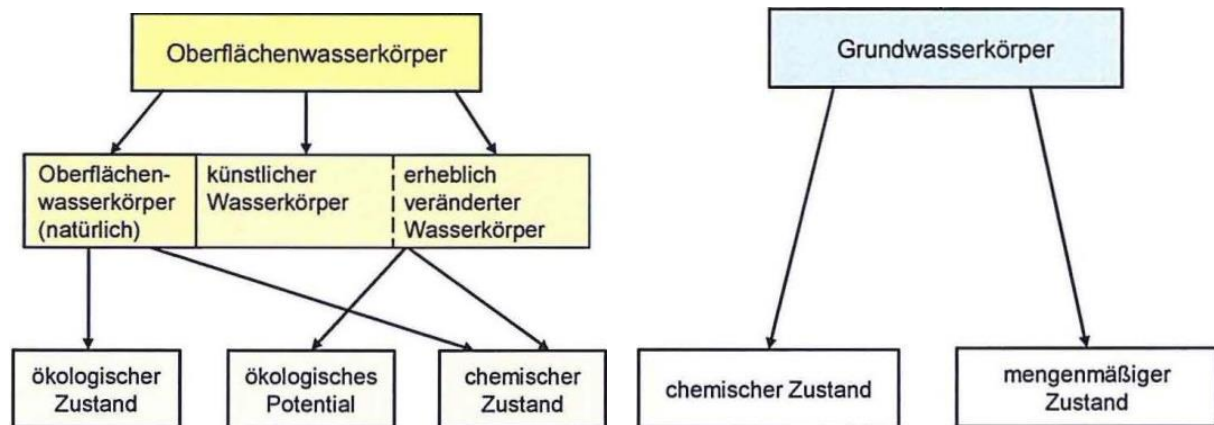 Oberflächenwasserkörper
Grundwasserkörper
Oberflächen-
wasserkörper
(natürlich)
künstlicher
Wasserkörper
erheblich
veränderter
Wasserkörper
ökologischer
Zustand
ökologisches
Potential
chemischer
Zustand
chemischer Zustand
mengenmäßiger
Zustand